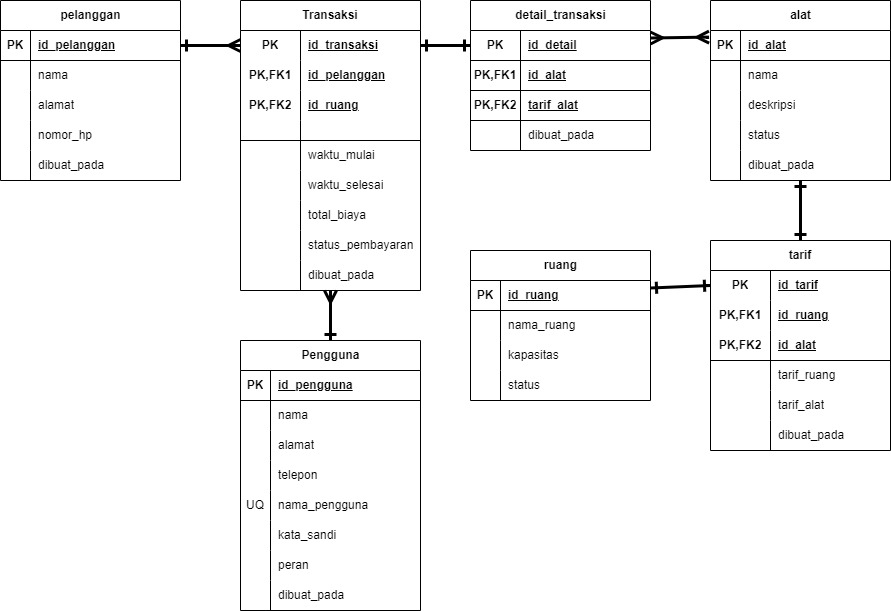 pelanggan
PK id_pelanggan
nama
alamat
nomor_hp
dibuat_pada
Transaksi
PK id_transaksi
PK,FK1 id_pelanggan
PK,FK2 id_ruang
waktu_mulai
waktu_selesai
total_biaya
status_pembayaran
dibuat_pada
detail_transaksi
PK id_detail
PK,FK1 id_alat
PK,FK2 tarif_alat
dibuat_pada
alat
PK id_alat
nama
deskripsi
status
dibuat_pada
ruang
PK id_ruang
nama_ruang
kapasitas
status
tarif
PK id_tarif
PK,FK1 id_ruang
PK,FK2 id_alat
tarif_ruang
tarif_alat
dibuat_pada
Pengguna
PK id_pengguna
nama
alamat
telepon
UQ nama_pengguna
kata_sandi
peran
dibuat_pada